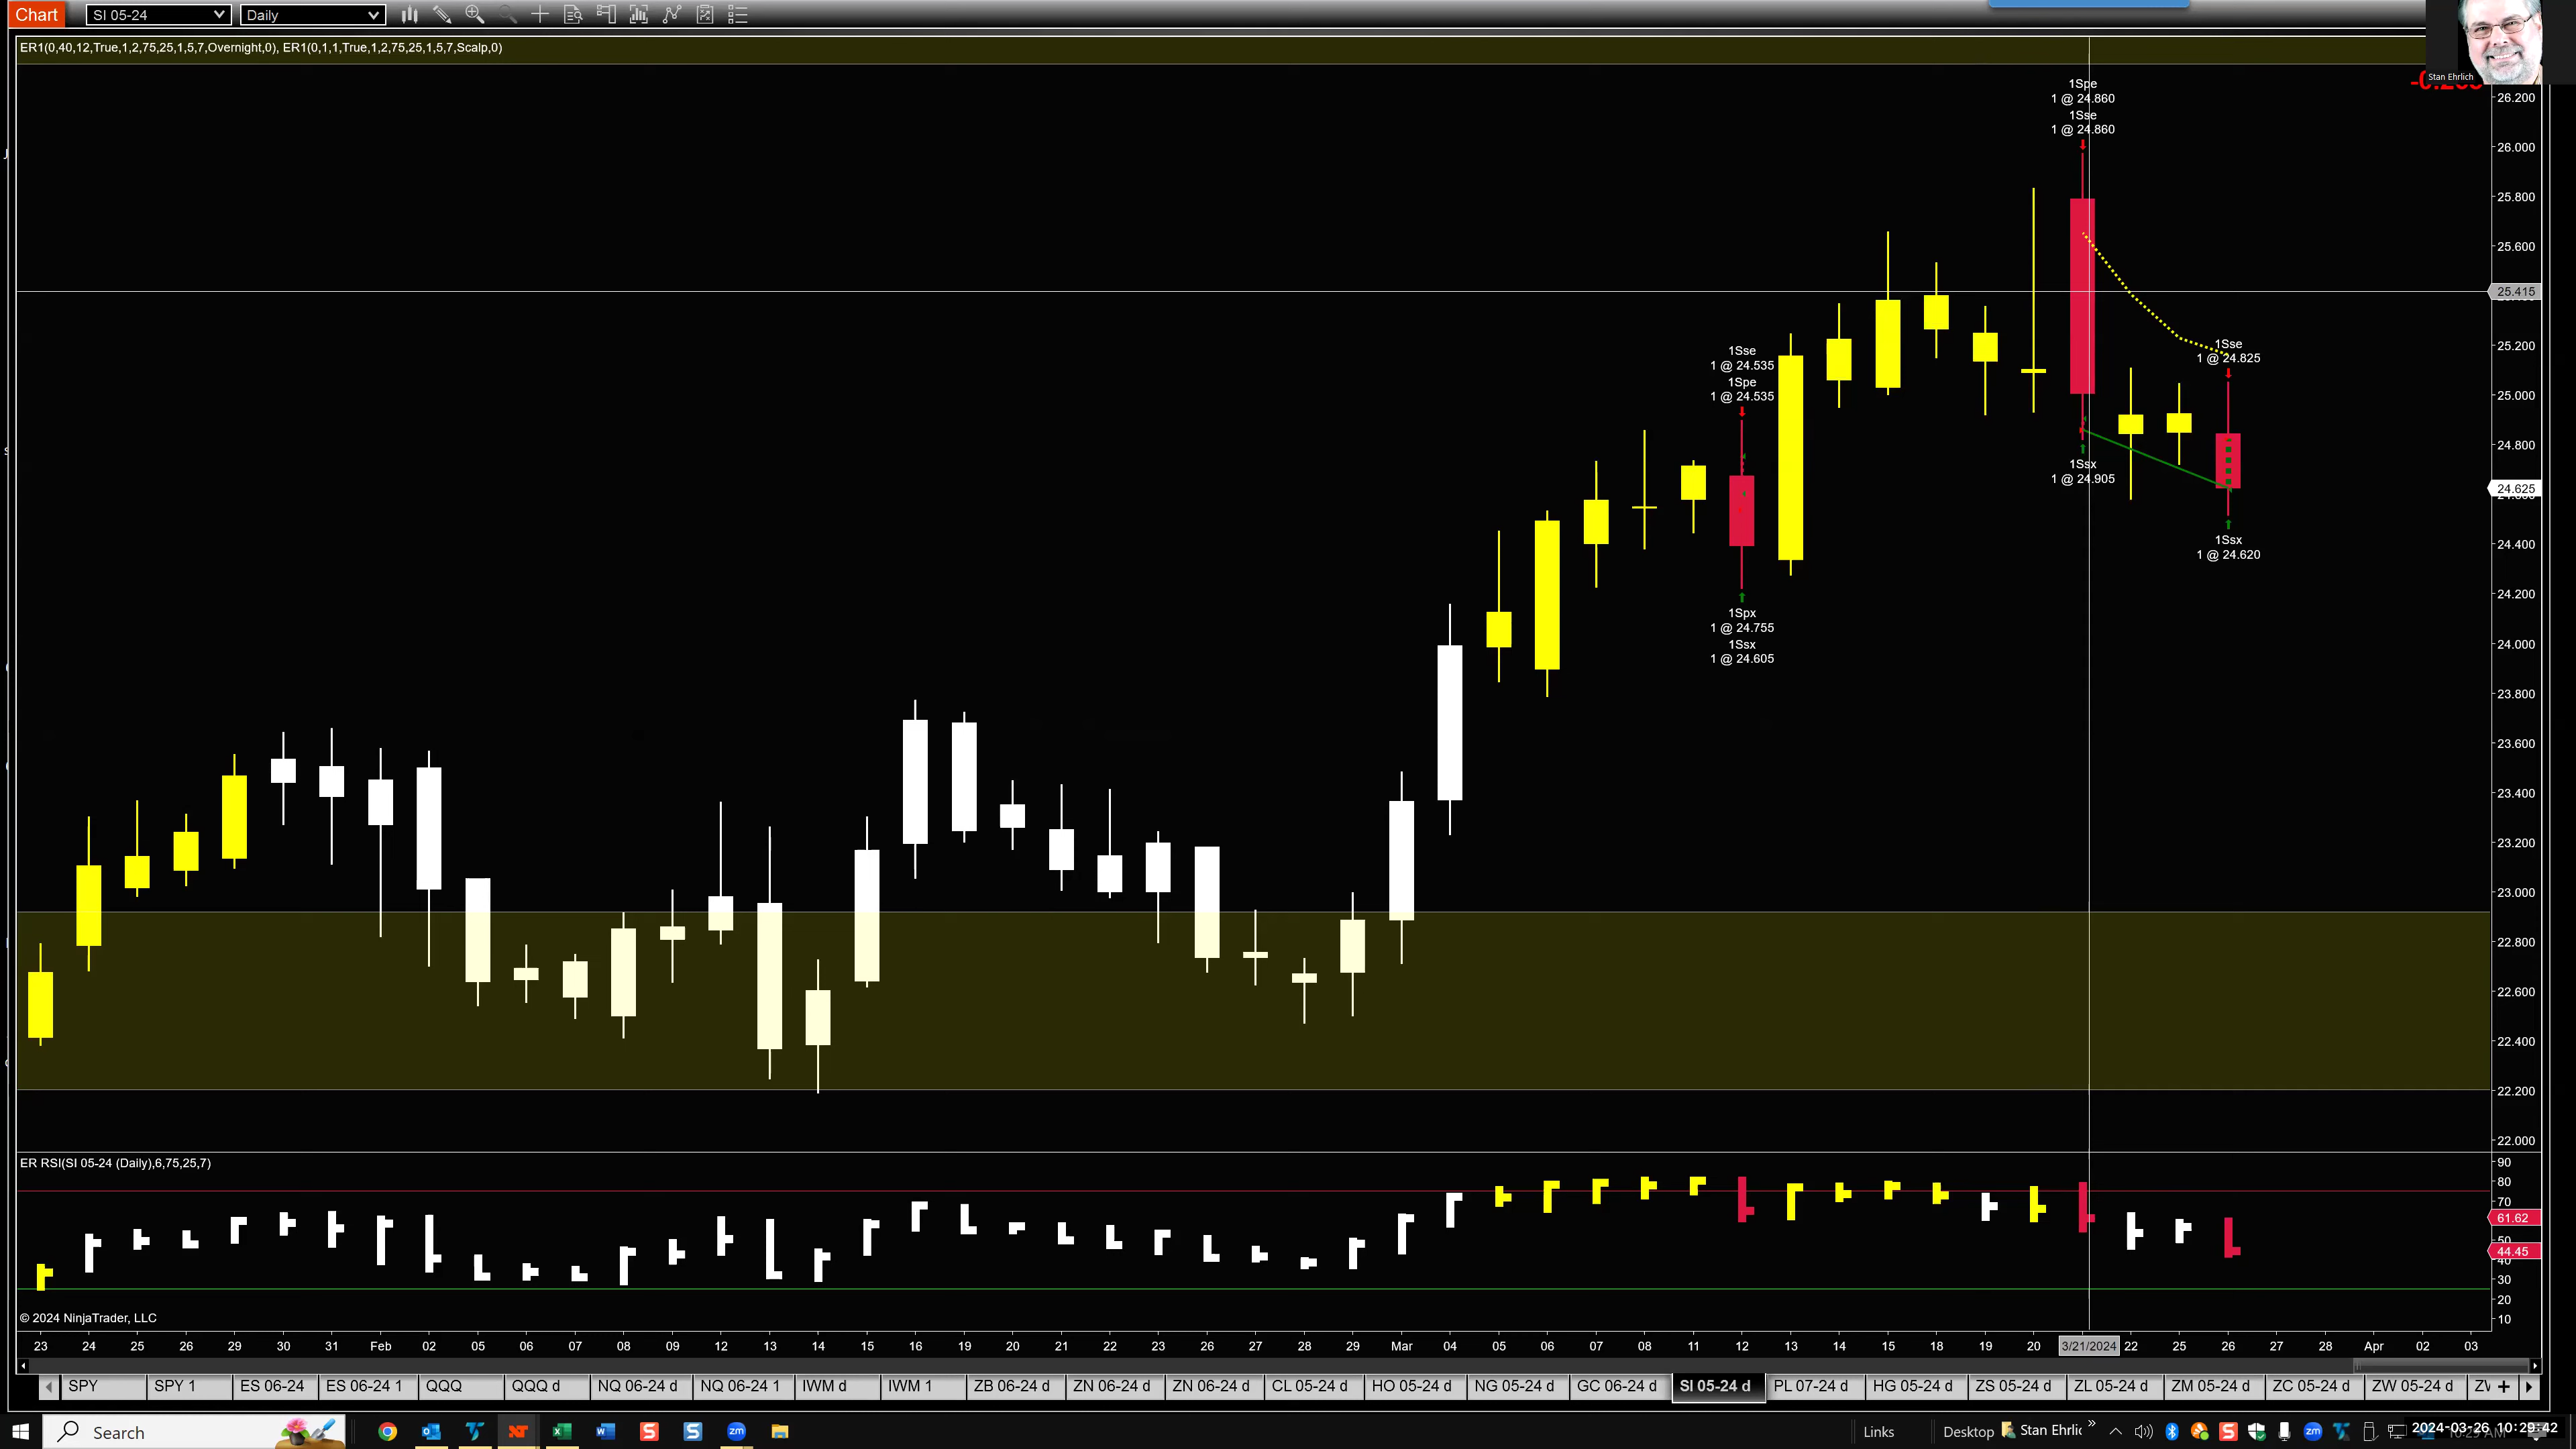 Chart SI 05-24 Daily
ER1(0,40,12,True,1,2,75,25,1,5,7,Overnight,0), ER1(0,1,1,True,1,2,75,25,1,5,7,Scalp,0)
Stan Ehrlich
1Spe
1 @ 24.860
1Sse
1 @ 24.860
1Sse
1 @ 24.535
1Spe
1 @ 24.535
1Sse
1 @ 24.825
1Ssx
1 @ 24.905
1Ssx
1 @ 24.620
1Spx
1 @ 24.755
1Ssx
1 @ 24.605
26.200
26.000
25.800
25.600
25.415
25.200
25.000
24.800
24.625
24.400
24.200
24.000
23.800
23.600
23.400
23.200
23.000
22.800
22.600
22.400
22.200
22.000
ER RSI(SI 05-24 (Daily),6,75,25,7)
90
80
70
61.62
50
44.45
40
30
20
10
© 2024 NinjaTrader, LLC
23 24 25 26 29 30 31 Feb 02 05 06 07 08 09 12 13 14 15 16 19 20 21 22 23 26 27 28 29 Mar 04 05 06 07 08 11 12 13 14 15 18 19 20 3/21/2024 22 25 26 27 28 Apr 02 03
SPY SPY 1 ES 06-24 ES 06-24 1 QQQ QQQ d NQ 06-24 d NQ 06-24 1 IWM d IWM 1 ZB 06-24 d ZN 06-24 d ZN 06-24 d CL 05-24 d HO 05-24 d NG 05-24 d GC 06-24 d SI 05-24 d PL 07-24 d HG 05-24 d ZS 05-24 d ZL 05-24 d ZM 05-24 d ZC 05-24 d ZW 05-24 d
Search Links Desktop Stan Ehrlic 2024-03-26 10:29:42